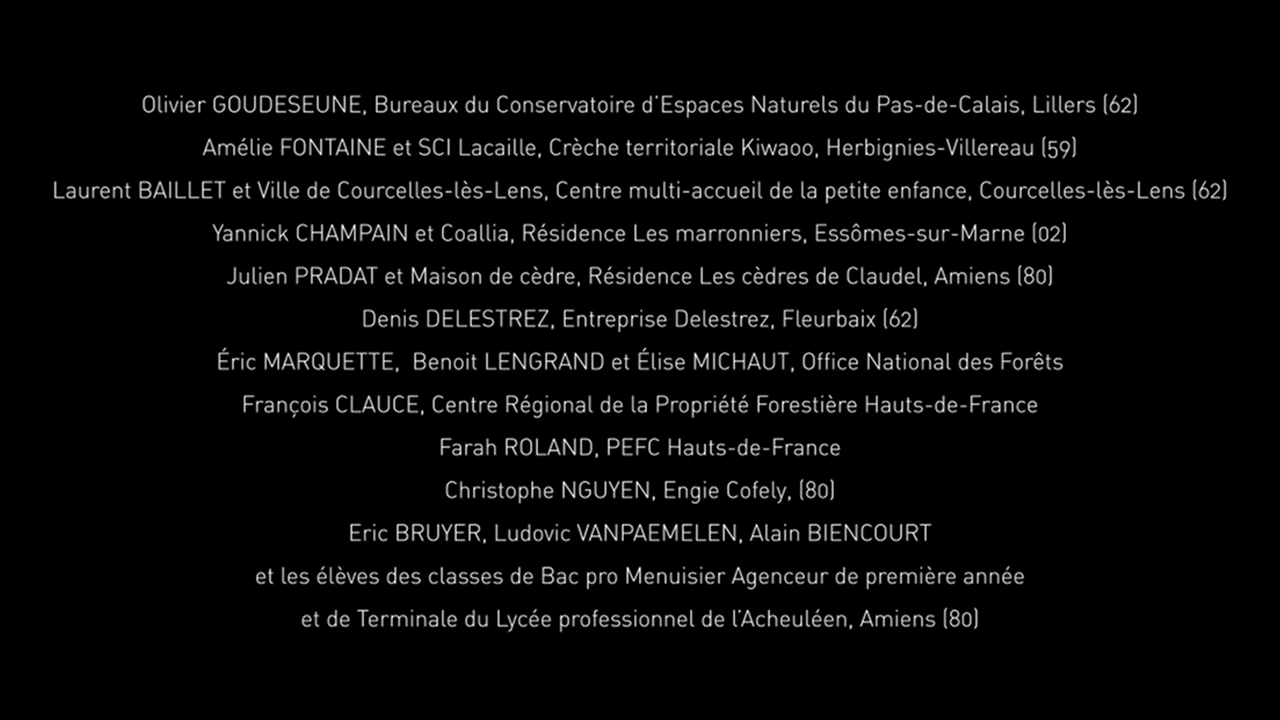 Olivier GOUDESEUNE, Bureaux du Conservatoire d'Espaces Naturels du Pas-de-Calais, Lillers (62)
Amélie FONTAINE et SCI Lacaille, Crèche territoriale Kiwaoo, Herbignies-Villereau (59)
Laurent BAILLET et Ville de Courcelles-lès-Lens, Centre multi-accueil de la petite enfance, Courcelles-lès-Lens (62)
Yannick CHAMPAIN et Coallia, Résidence Les marronniers, Essômes-sur-Marne (02)
Julien PRADAT et Maison de cèdre, Résidence Les cèdres de Claudel, Amiens (80)
Denis DELESTREZ, Entreprise Delestrez, Fleurbaix (62)
Éric MARQUETTE, Benoit LENGRAND et Élise MICHAUT, Office National des Forêts
François CLAUCE, Centre Régional de la Propriété Forestière Hauts-de-France
Farah ROLAND, PEFC Hauts-de-France
Christophe NGUYEN, Engie Cofely, (80)
Eric BRUYER, Ludovic VANPAEMELEN, Alain BIENCOURT
et les élèves des classes de Bac pro Menuisier Agenceur de première année
et de Terminale du Lycée professionnel de l'Acheuléen, Amiens (80)